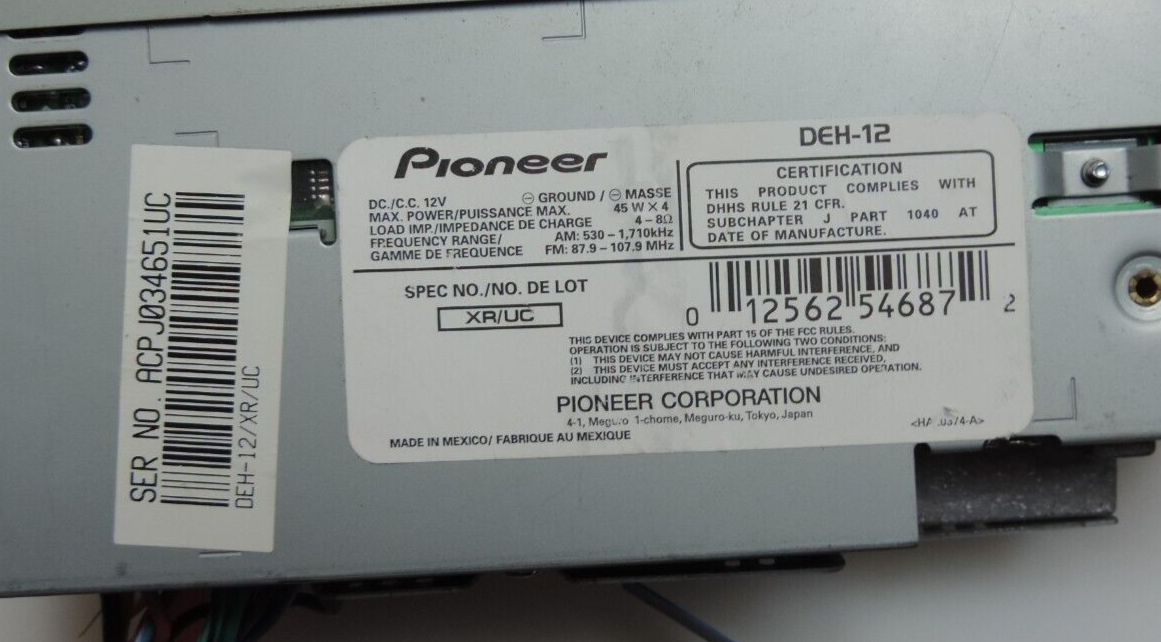 SER NO. ACPJ034651UC
DEH-12/XR/UC
Pioneer
DEH-12
DC./C.C. 12V ⊖ GROUND / ⊖ MASSE
MAX. POWER/PUISSANCE MAX. 45 W × 4
LOAD IMP./IMPEDANCE DE CHARGE 4 – 8Ω
FREQUENCY RANGE/ AM: 530 – 1,710kHz
GAMME DE FREQUENCE FM: 87.9 – 107.9 MHz
CERTIFICATION
THIS PRODUCT COMPLIES WITH
DHHS RULE 21 CFR.
SUBCHAPTER J PART 1040 AT
DATE OF MANUFACTURE.
SPEC NO./NO. DE LOT
XR/UC
0 12562 54687 2
THIS DEVICE COMPLIES WITH PART 15 OF THE FCC RULES.
OPERATION IS SUBJECT TO THE FOLLOWING TWO CONDITIONS:
(1) THIS DEVICE MAY NOT CAUSE HARMFUL INTERFERENCE, AND
(2) THIS DEVICE MUST ACCEPT ANY INTERFERENCE RECEIVED,
INCLUDING INTERFERENCE THAT MAY CAUSE UNDESIRED OPERATION.
PIONEER CORPORATION
4-1, Meguro 1-chome, Meguro-ku, Tokyo, Japan
MADE IN MEXICO/ FABRIQUE AU MEXIQUE